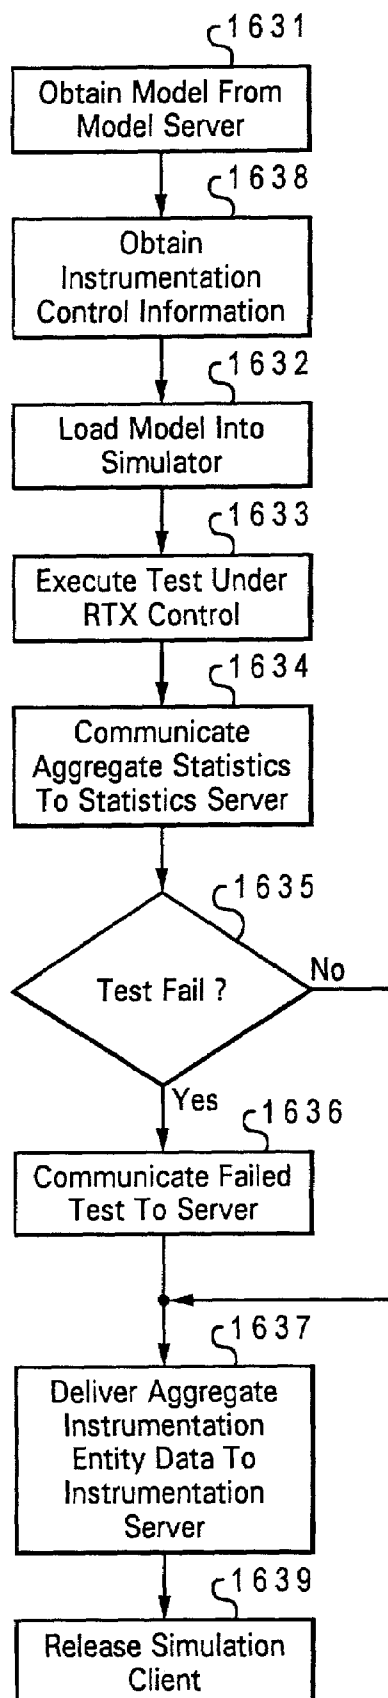 1631
Obtain Model From
Model Server
1638
Obtain
Instrumentation
Control Information
1632
Load Model Into
Simulator
1633
Execute Test Under
RTX Control
1634
Communicate
Aggregate Statistics
To Statistics Server
1635
Test Fail ?
No
Yes
1636
Communicate Failed
Test To Server
1637
Deliver Aggregate
Instrumentation
Entity Data To
Instrumentation
Server
1639
Release Simulation
Client